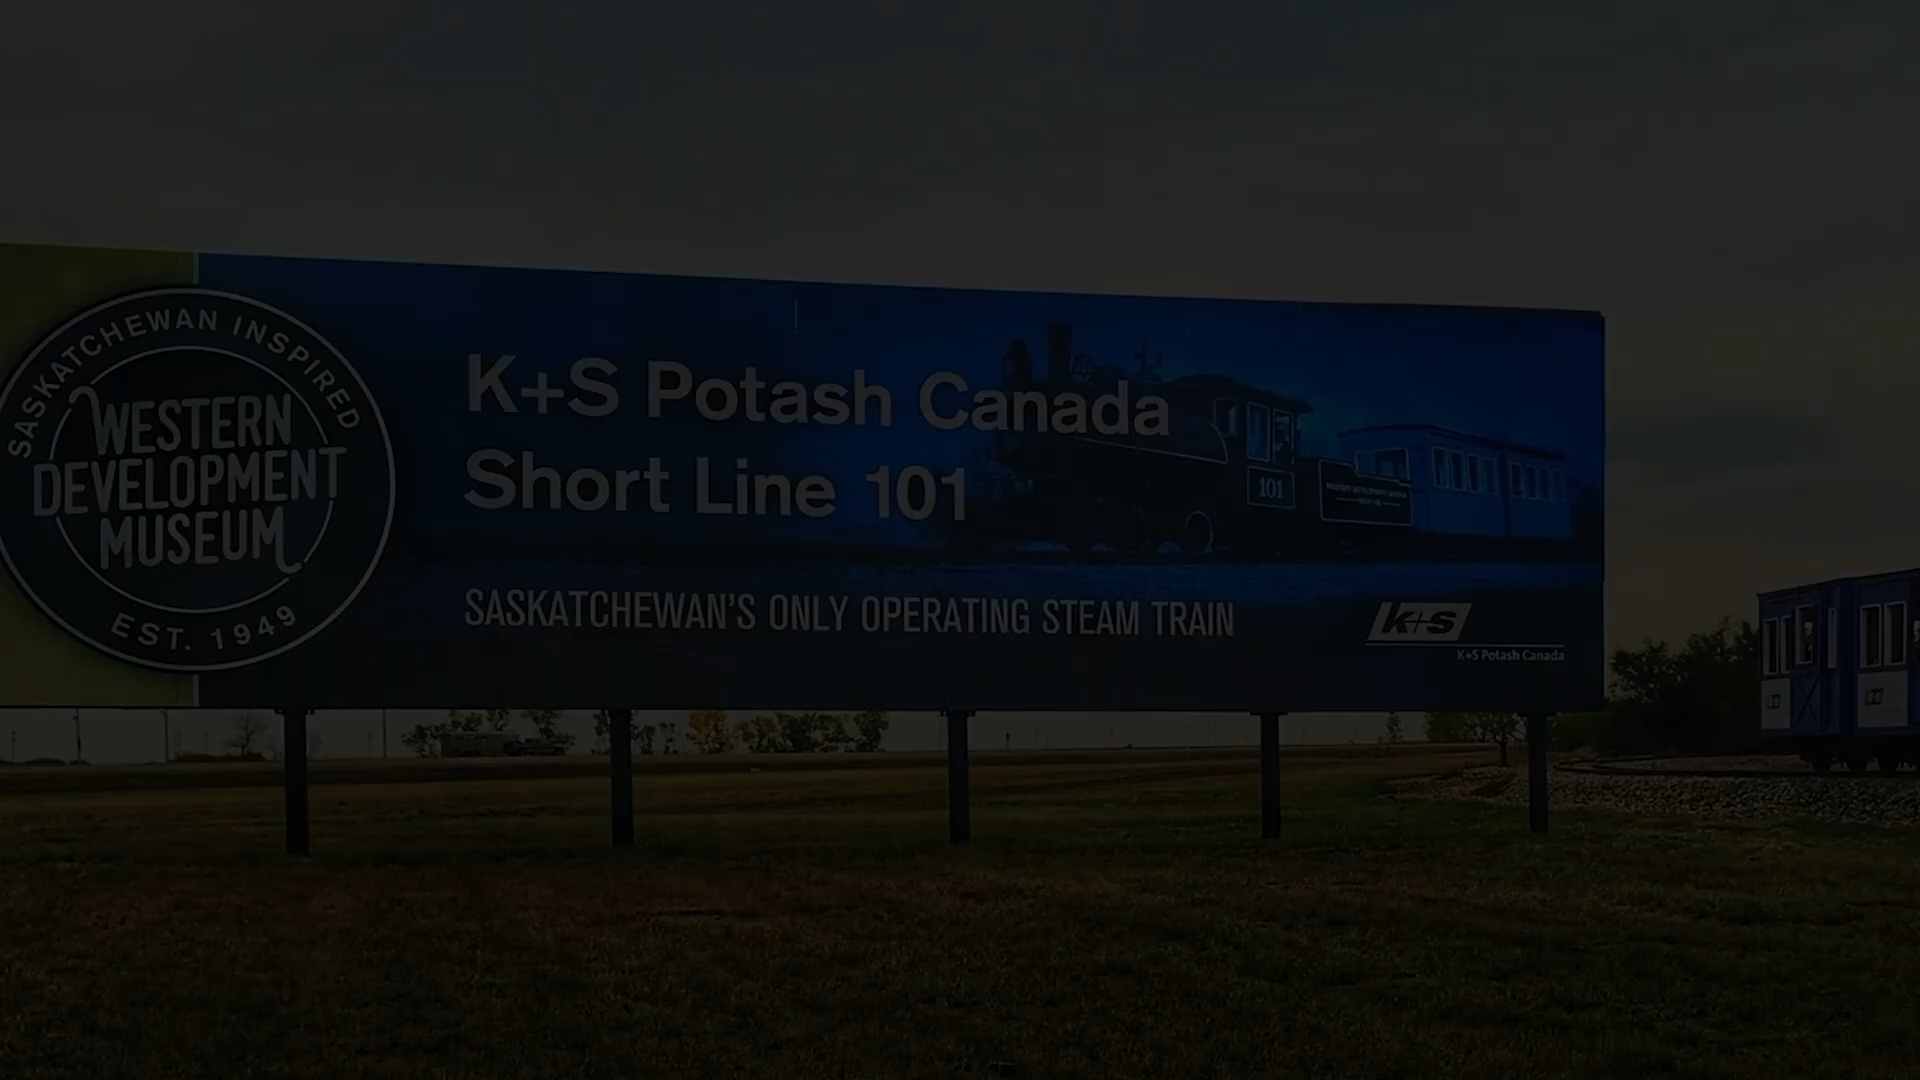 SASKATCHEWAN INSPIRED
WESTERN
DEVELOPMENT
MUSEUM
EST. 1949
K+S Potash Canada
Short Line 101
101
SASKATCHEWAN'S ONLY OPERATING STEAM TRAIN
K+S
K+S Potash Canada